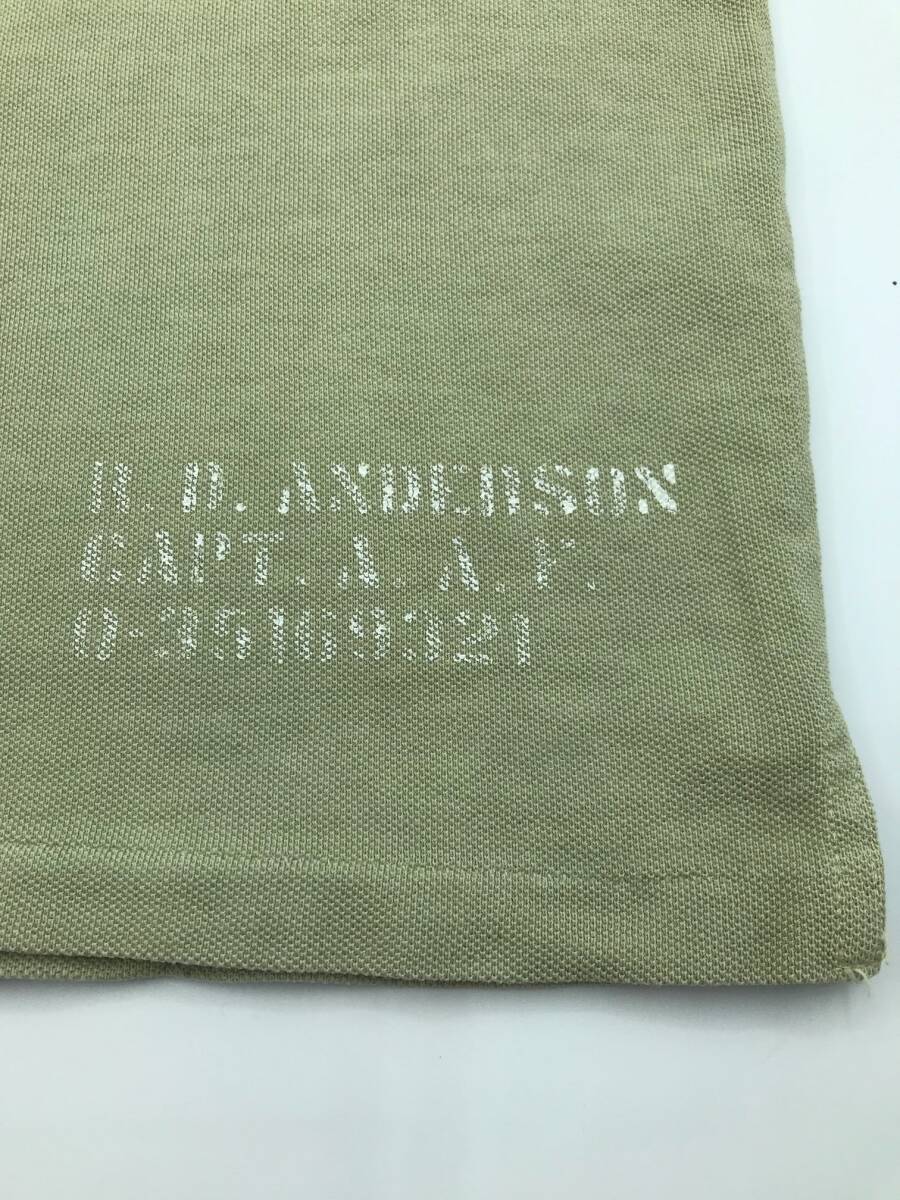 ANDERSON
CAPT. A. A. F.
0-35169321